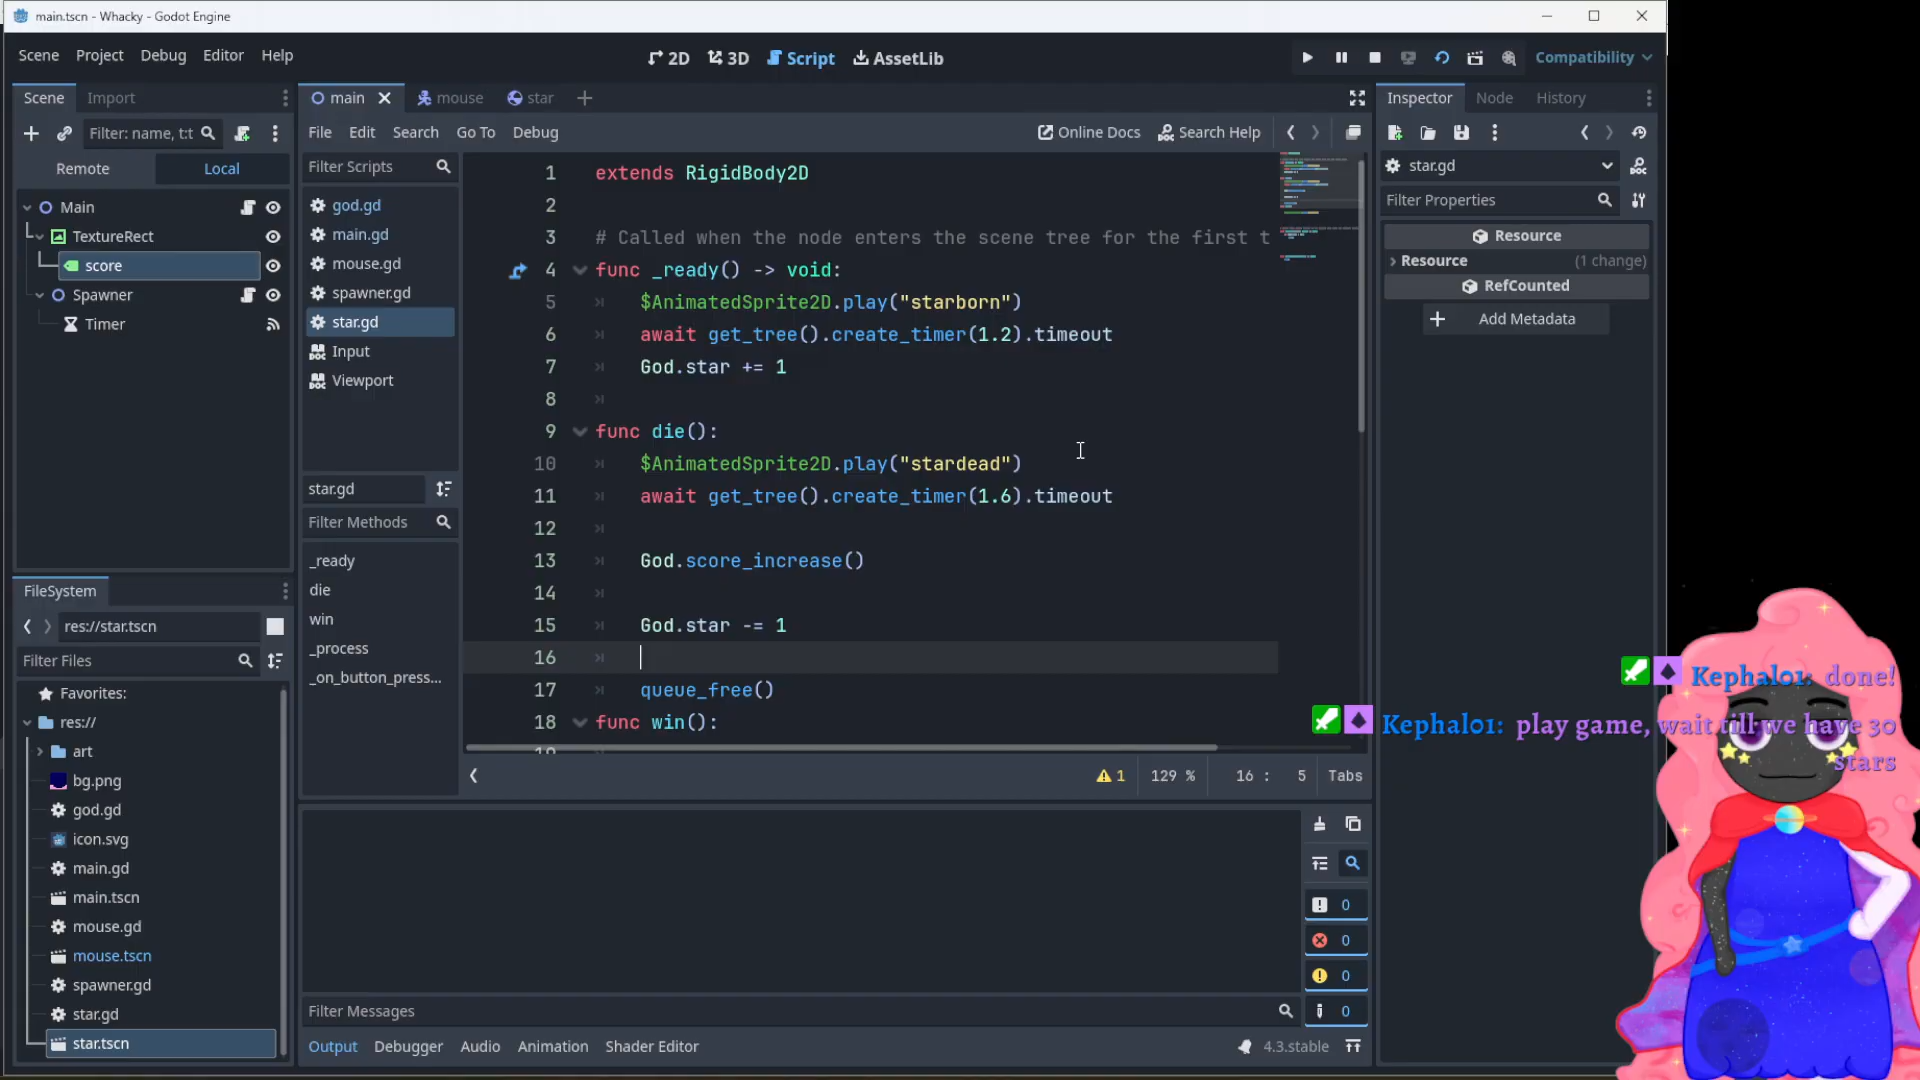 main.tscn - Whacky - Godot Engine
Scene Project Debug Editor Help
2D 3D Script AssetLib
Compatibility
Scene Import
main mouse star
Inspector Node History
Filter: name, t:t
File Edit Search Go To Debug
Online Docs Search Help
Remote Local
Filter Scripts
star.gd
Filter Properties
Main
TextureRect
score
Spawner
Timer
god.gd
main.gd
mouse.gd
spawner.gd
star.gd
Input
Viewport
star.gd
Filter Methods
_ready
die
win
_process
_on_button_press...
1 extends RigidBody2D
2
3 # Called when the node enters the scene tree for the first t
4 func _ready() -> void:
5 $AnimatedSprite2D.play("starborn")
6 await get_tree().create_timer(1.2).timeout
7 God.star += 1
8
9 func die():
10 $AnimatedSprite2D.play("stardead")
11 await get_tree().create_timer(1.6).timeout
12
13 God.score_increase()
14
15 God.star -= 1
16
17 queue_free()
18 func win():
1 129 % 16 : 5 Tabs
Resource
Resource (1 change)
RefCounted
Add Metadata
FileSystem
res://star.tscn
Filter Files
Favorites:
res://
art
bg.png
god.gd
icon.svg
main.gd
main.tscn
mouse.gd
mouse.tscn
spawner.gd
star.gd
star.tscn
0
0
0
0
Filter Messages
Output Debugger Audio Animation Shader Editor
4.3.stable
Kephal01: done!
Kephal01: play game, wait till we have 30
stars